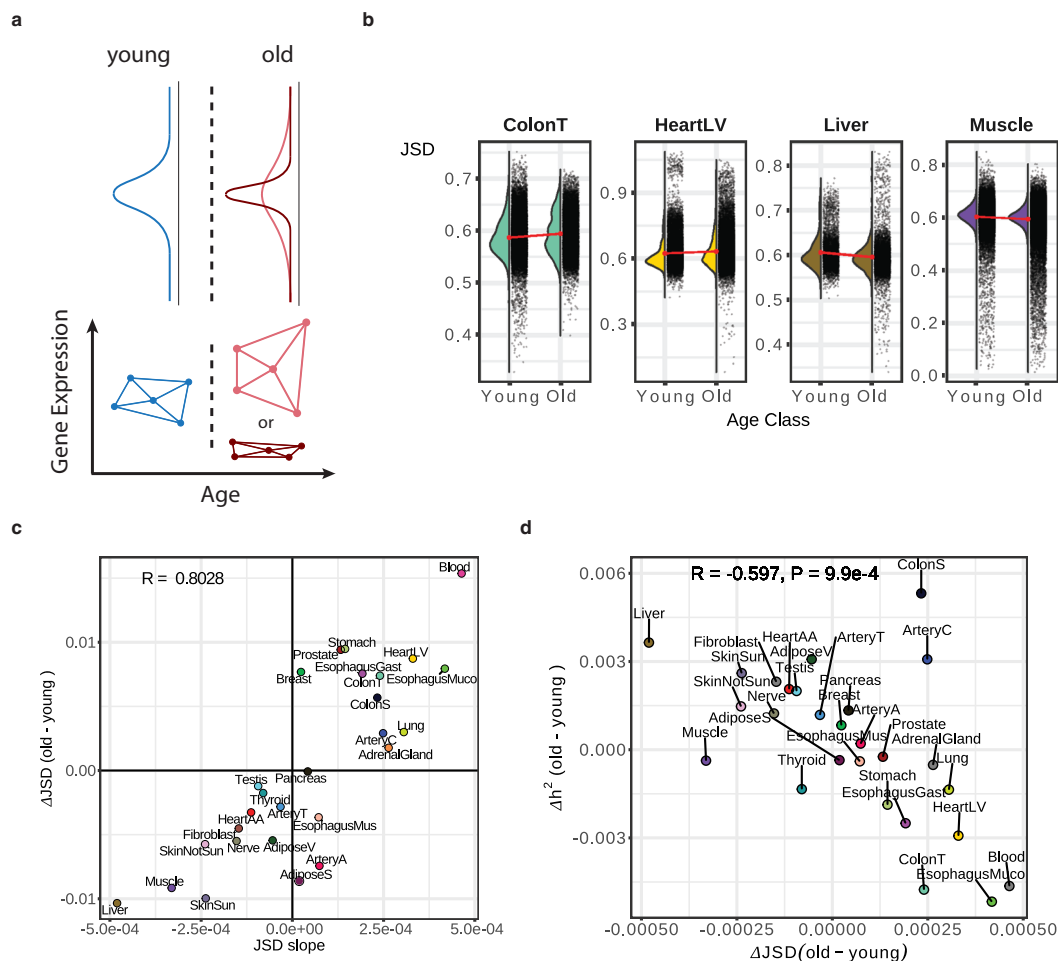 a
young
old
Gene Expression
or
Age
b
JSD
ColonT
HeartLV
Liver
Muscle
0.7
0.6
0.5
0.4
0.9
0.6
0.3
0.8
0.7
0.6
0.5
0.4
0.8
0.6
0.4
0.2
0.0
Young Old
Young Old
Young Old
Young Old
Age Class
c
R = 0.8028
ΔJSD (old - young)
0.01
0.00
-0.01
Blood
Stomach
Prostate
HeartLV
EsophagusGast
Breast
ColonT
EsophagusMuco
ColonS
Lung
ArteryC
AdrenalGland
Pancreas
Testis
Thyroid
ArteryT
HeartAA
EsophagusMus
Fibroblast
SkinNotSun
Nerve
AdiposeV
ArteryA
AdiposeS
Muscle
SkinSun
Liver
-5.0e-04
-2.5e-04
0.0e+00
2.5e-04
5.0e-04
JSD slope
d
R = -0.597, P = 9.9e-4
Δh² (old - young)
0.006
0.003
0.000
-0.003
ColonS
Liver
Fibroblast
HeartAA
ArteryT
ArteryC
SkinSun
AdiposeV
Testis
SkinNotSun
Nerve
Pancreas
Breast
AdiposeS
ArteryA
EsophagusMus
Prostate
AdrenalGland
Muscle
Thyroid
Lung
Stomach
EsophagusGast
HeartLV
ColonT
Blood
EsophagusMuco
-0.00050
-0.00025
0.00000
0.00025
0.00050
ΔJSD(old - young)